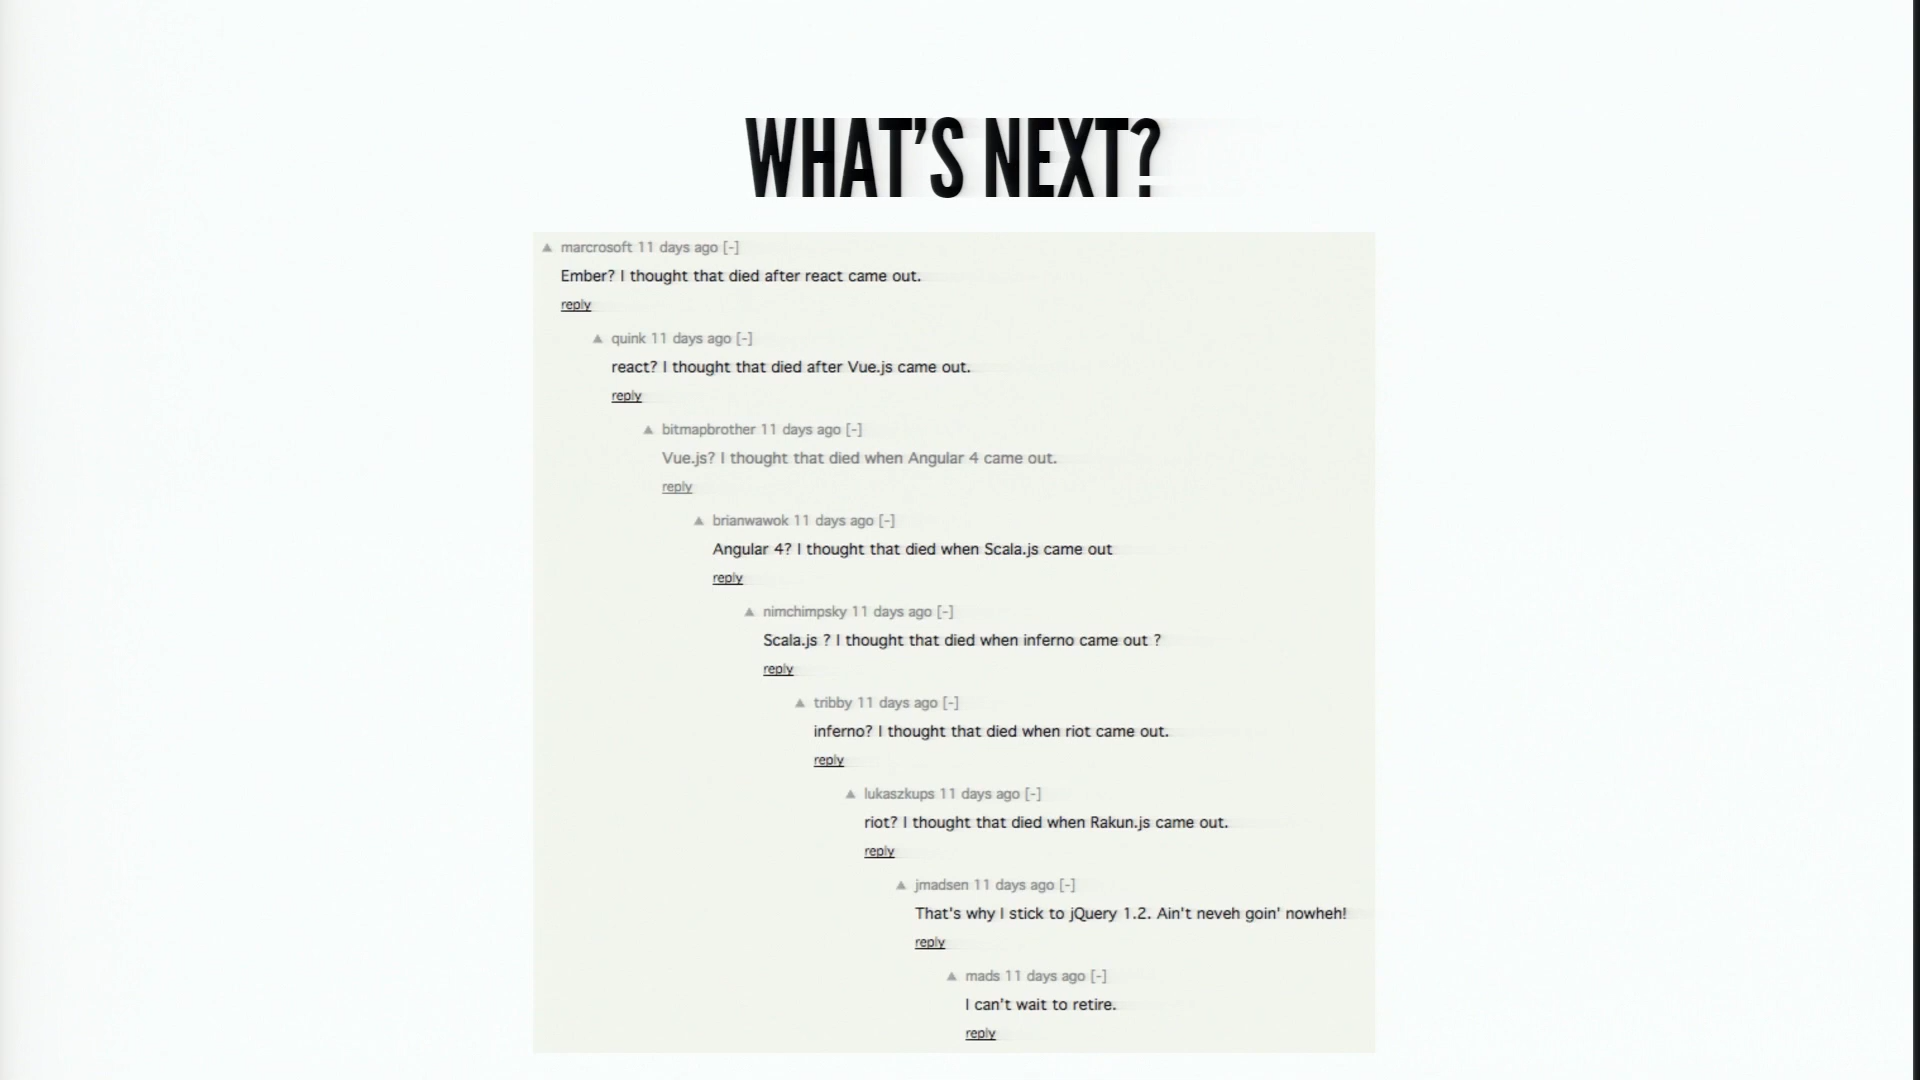 WHAT'S NEXT?
▲ marcrosoft 11 days ago [-]
Ember? I thought that died after react came out.
reply
▲ quink 11 days ago [-]
react? I thought that died after Vue.js came out.
reply
▲ bitmapbrother 11 days ago [-]
Vue.js? I thought that died when Angular 4 came out.
reply
▲ brianwawok 11 days ago [-]
Angular 4? I thought that died when Scala.js came out
reply
▲ nimchimpsky 11 days ago [-]
Scala.js ? I thought that died when inferno came out ?
reply
▲ tribby 11 days ago [-]
inferno? I thought that died when riot came out.
reply
▲ lukaszkups 11 days ago [-]
riot? I thought that died when Rakun.js came out.
reply
▲ jmadsen 11 days ago [-]
That's why I stick to jQuery 1.2. Ain't neveh goin' nowheh!
reply
▲ mads 11 days ago [-]
I can't wait to retire.
reply